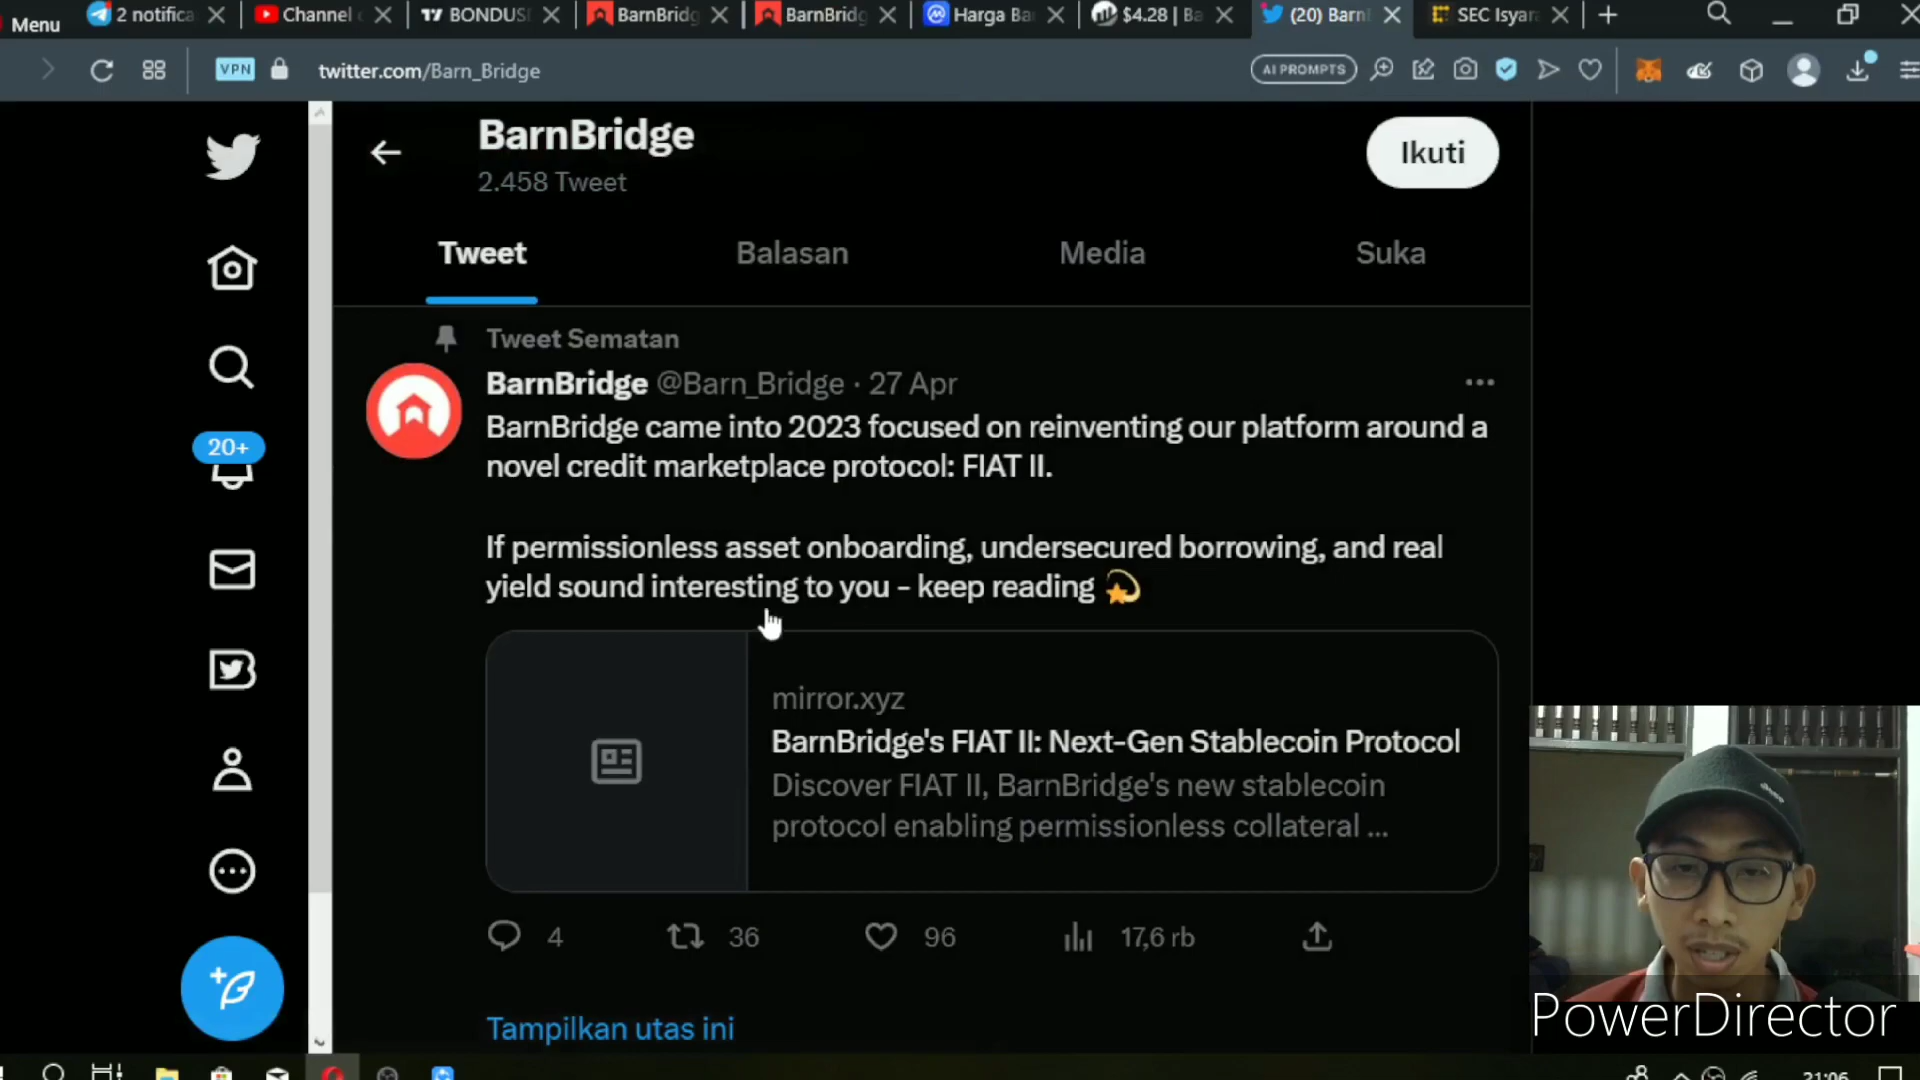 Menu
2 notifica
Channel
BONDUS
BarnBridg
BarnBridg
Harga Ba
$4.28 | Ba
(20) Barn
SEC Isyar
VPN
twitter.com/Barn_Bridge
AI PROMPTS
BarnBridge
2.458 Tweet
Ikuti
Tweet
Balasan
Media
Suka
Tweet Sematan
BarnBridge @Barn_Bridge · 27 Apr
BarnBridge came into 2023 focused on reinventing our platform around a
novel credit marketplace protocol: FIAT II.
If permissionless asset onboarding, undersecured borrowing, and real
yield sound interesting to you - keep reading 💫
20+
mirror.xyz
BarnBridge's FIAT II: Next-Gen Stablecoin Protocol
Discover FIAT II, BarnBridge's new stablecoin
protocol enabling permissionless collateral ...
4
36
96
17,6 rb
Tampilkan utas ini
PowerDirector
21:06